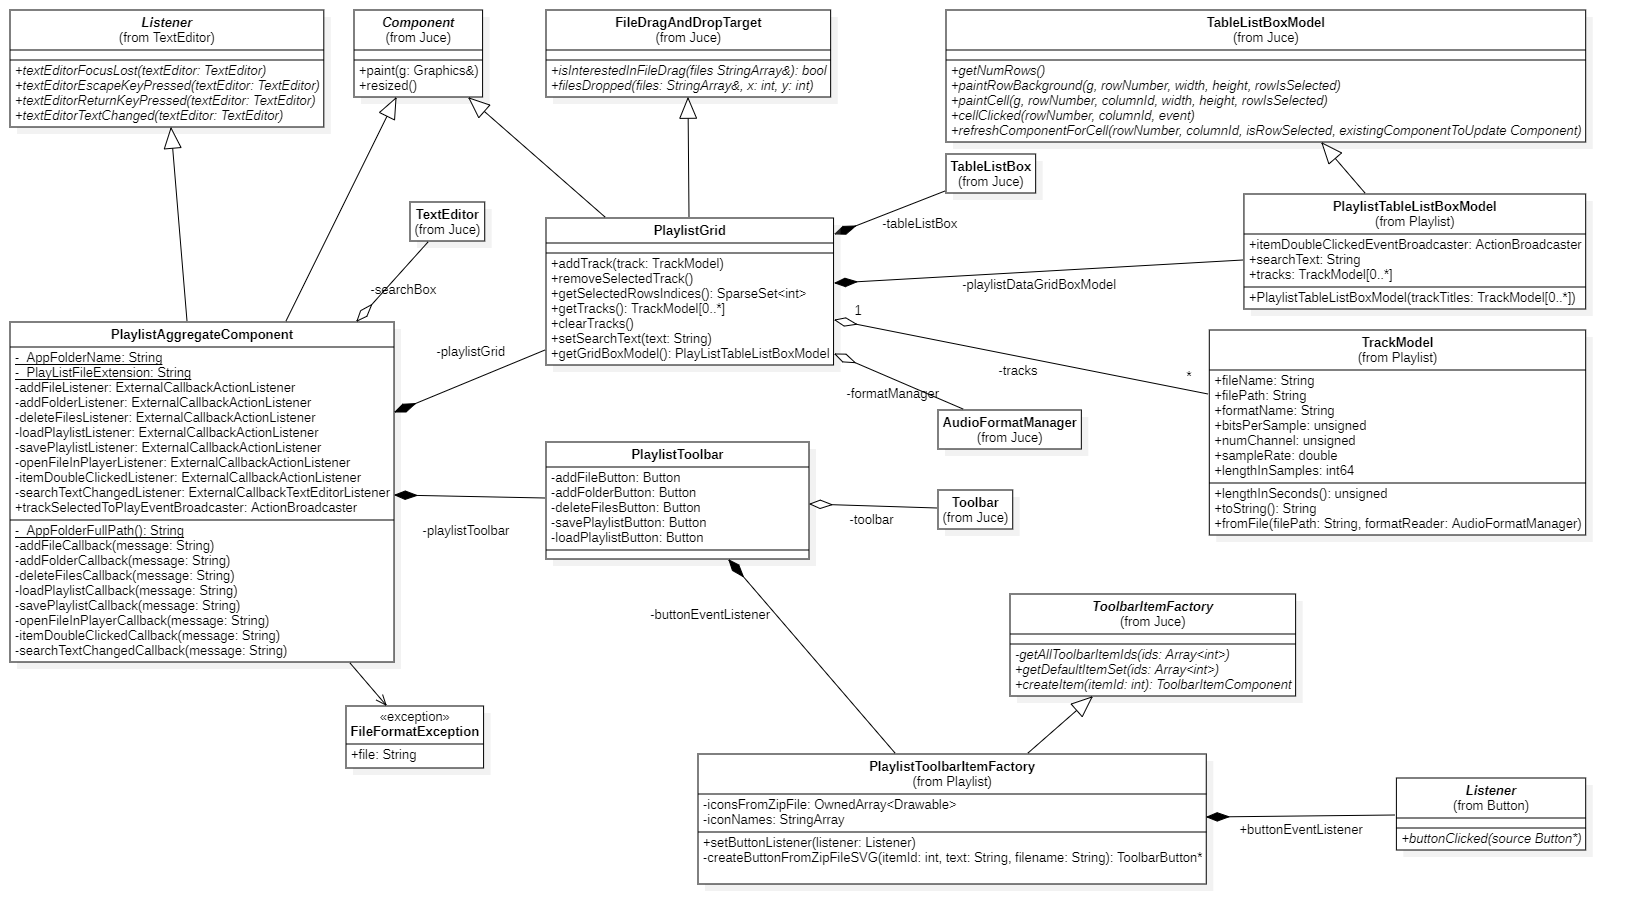 Listener
(from TextEditor)
+textEditorFocusLost(textEditor: TextEditor)
+textEditorEscapeKeyPressed(textEditor: TextEditor)
+textEditorReturnKeyPressed(textEditor: TextEditor)
+textEditorTextChanged(textEditor: TextEditor)
Component
(from Juce)
+paint(g: Graphics&)
+resized()
FileDragAndDropTarget
(from Juce)
+isInterestedInFileDrag(files StringArray&): bool
+filesDropped(files: StringArray&, x: int, y: int)
TableListBoxModel
(from Juce)
+getNumRows()
+paintRowBackground(g, rowNumber, width, height, rowIsSelected)
+paintCell(g, rowNumber, columnId, width, height, rowIsSelected)
+cellClicked(rowNumber, columnId, event)
+refreshComponentForCell(rowNumber, columnId, isRowSelected, existingComponentToUpdate Component)
TableListBox
(from Juce)
-tableListBox
PlaylistTableListBoxModel
(from Playlist)
+itemDoubleClickedEventBroadcaster: ActionBroadcaster
+searchText: String
+tracks: TrackModel[0..*]
+PlaylistTableListBoxModel(trackTitles: TrackModel[0..*])
TextEditor
(from Juce)
-searchBox
PlaylistGrid
+addTrack(track: TrackModel)
+removeSelectedTrack()
+getSelectedRowsIndices(): SparseSet<int>
+getTracks(): TrackModel[0..*]
+clearTracks()
+setSearchText(text: String)
+getGridBoxModel(): PlayListTableListBoxModel
-playlistDataGridBoxModel
1
-tracks
*
-formatManager
AudioFormatManager
(from Juce)
TrackModel
(from Playlist)
+fileName: String
+filePath: String
+formatName: String
+bitsPerSample: unsigned
+numChannel: unsigned
+sampleRate: double
+lengthInSamples: int64
+lengthInSeconds(): unsigned
+toString(): String
+fromFile(filePath: String, formatReader: AudioFormatManager)
PlaylistAggregateComponent
-_AppFolderName: String
-_PlayListFileExtension: String
-addFileListener: ExternalCallbackActionListener
-addFolderListener: ExternalCallbackActionListener
-deleteFilesListener: ExternalCallbackActionListener
-loadPlaylistListener: ExternalCallbackActionListener
-savePlaylistListener: ExternalCallbackActionListener
-openFileInPlayerListener: ExternalCallbackActionListener
-itemDoubleClickedListener: ExternalCallbackActionListener
-searchTextChangedListener: ExternalCallbackTextEditorListener
+trackSelectedToPlayEventBroadcaster: ActionBroadcaster
-_AppFolderFullPath(): String
-addFileCallback(message: String)
-addFolderCallback(message: String)
-deleteFilesCallback(message: String)
-loadPlaylistCallback(message: String)
-savePlaylistCallback(message: String)
-openFileInPlayerCallback(message: String)
-itemDoubleClickedCallback(message: String)
-searchTextChangedCallback(message: String)
-playlistGrid
-playlistToolbar
PlaylistToolbar
-addFileButton: Button
-addFolderButton: Button
-deleteFilesButton: Button
-savePlaylistButton: Button
-loadPlaylistButton: Button
-toolbar
Toolbar
(from Juce)
-buttonEventListener
«exception»
FileFormatException
+file: String
ToolbarItemFactory
(from Juce)
-getAllToolbarItemIds(ids: Array<int>)
+getDefaultItemSet(ids: Array<int>)
+createItem(itemId: int): ToolbarItemComponent
PlaylistToolbarItemFactory
(from Playlist)
-iconsFromZipFile: OwnedArray<Drawable>
-iconNames: StringArray
+setButtonListener(listener: Listener)
-createButtonFromZipFileSVG(itemId: int, text: String, filename: String): ToolbarButton*
+buttonEventListener
Listener
(from Button)
+buttonClicked(source Button*)